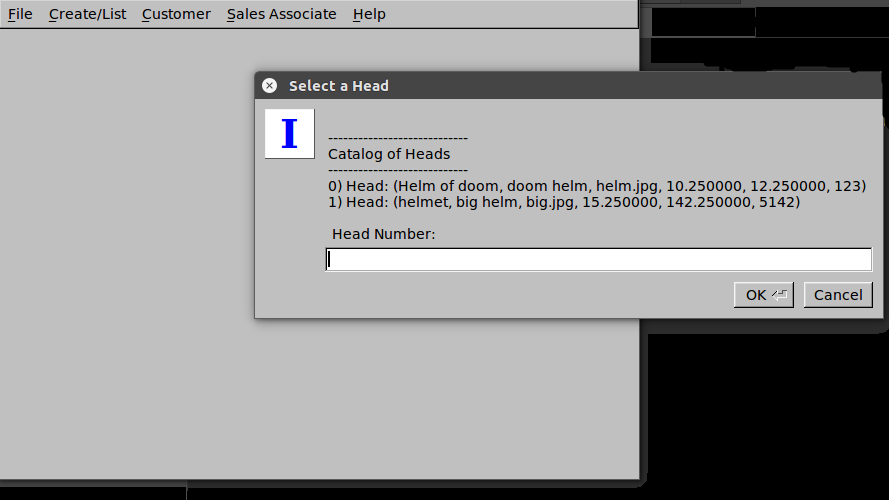 File Create/List Customer Sales Associate Help
Select a Head
I
----------------------------
Catalog of Heads
----------------------------
0) Head: (Helm of doom, doom helm, helm.jpg, 10.250000, 12.250000, 123)
1) Head: (helmet, big helm, big.jpg, 15.250000, 142.250000, 5142)
Head Number:
OK Cancel